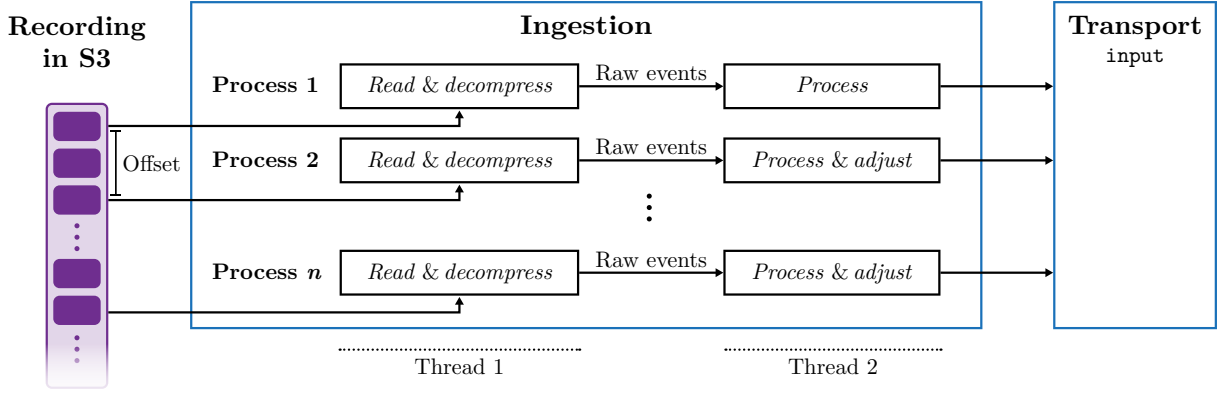 Recording
in S3
Ingestion
Transport
input
Process 1
Read & decompress
Raw events
Process
Offset
Process 2
Read & decompress
Raw events
Process & adjust
Process n
Read & decompress
Raw events
Process & adjust
Thread 1
Thread 2